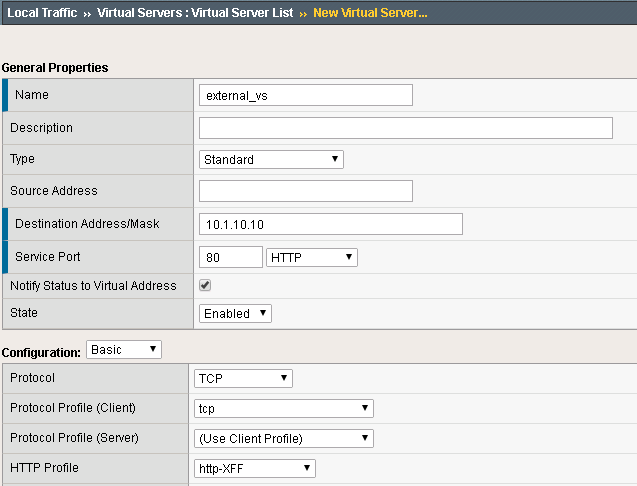 Local Traffic ›› Virtual Servers : Virtual Server List ›› New Virtual Server...
General Properties
Name external_vs
Description
Type Standard
Source Address
Destination Address/Mask 10.1.10.10
Service Port 80 HTTP
Notify Status to Virtual Address
State Enabled
Configuration: Basic
Protocol TCP
Protocol Profile (Client) tcp
Protocol Profile (Server) (Use Client Profile)
HTTP Profile http-XFF